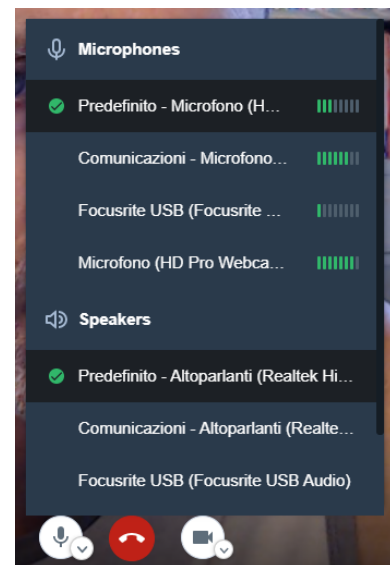 Microphones
Predefinito - Microfono (H...
Comunicazioni - Microfono...
Focusrite USB (Focusrite ...
Microfono (HD Pro Webca...
Speakers
Predefinito - Altoparlanti (Realtek Hi...
Comunicazioni - Altoparlanti (Realte...
Focusrite USB (Focusrite USB Audio)